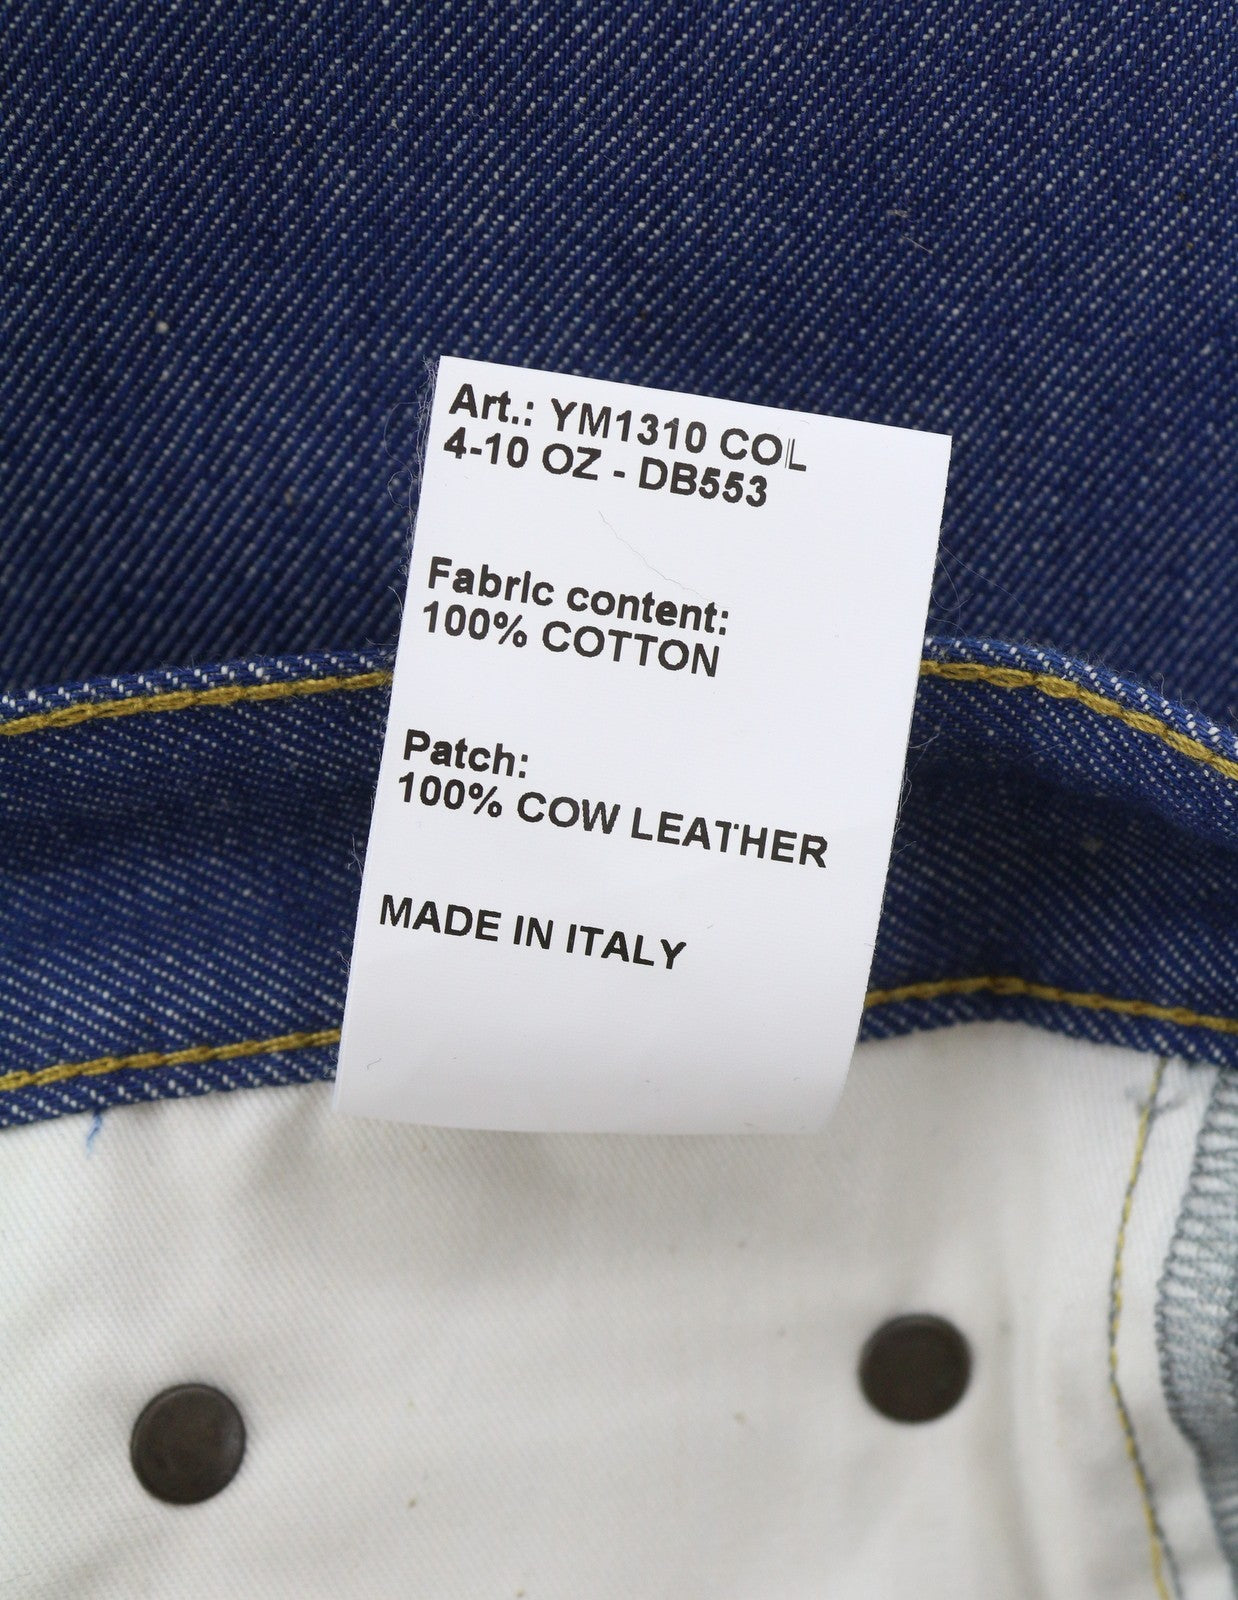 Art.: YM1310 COL
4-10 OZ - DB553
Fabric content:
100% COTTON
Patch:
100% COW LEATHER
MADE IN ITALY